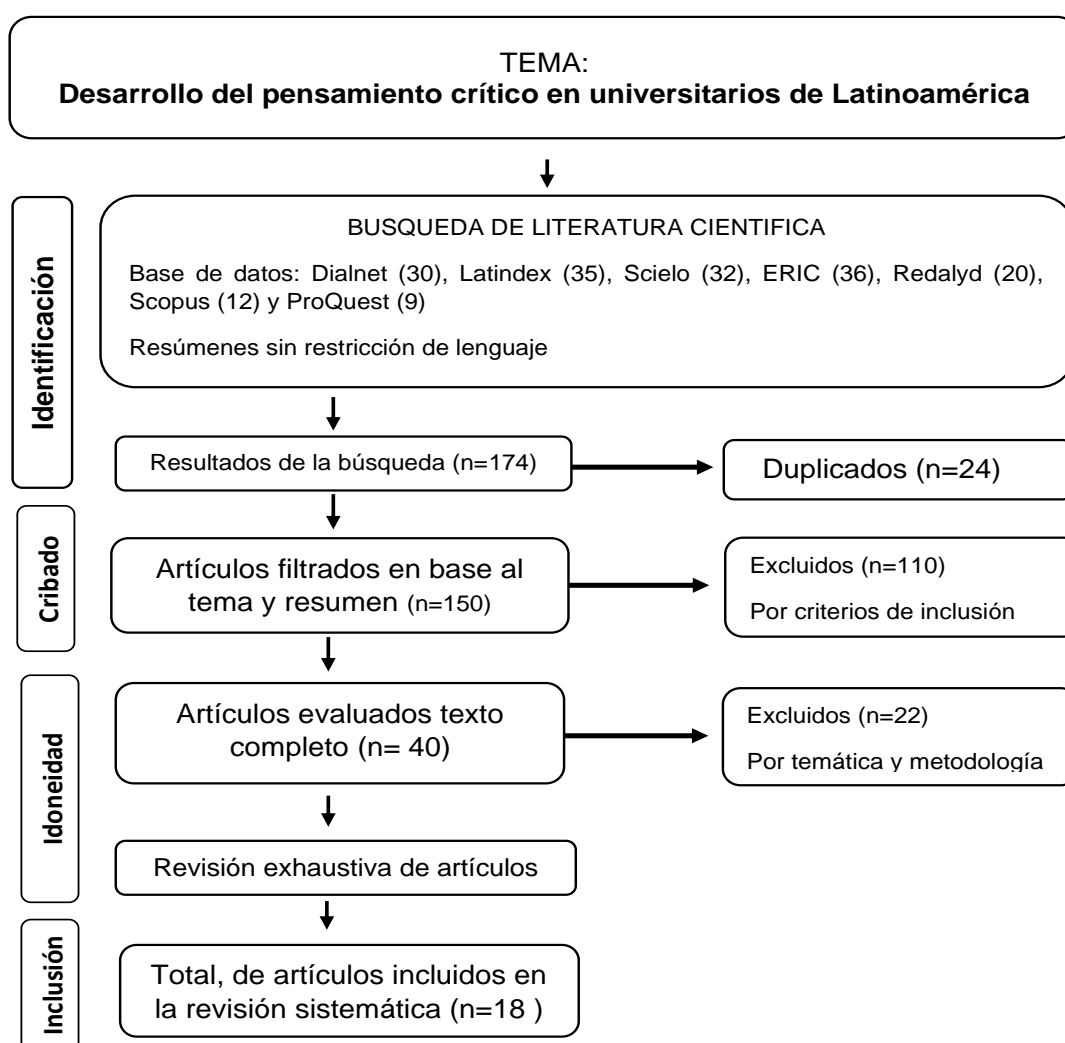 TEMA:
Desarrollo del pensamiento crítico en universitarios de Latinoamérica
Identificación
BUSQUEDA DE LITERATURA CIENTIFICA
Base de datos: Dialnet (30), Latindex (35), Scielo (32), ERIC (36), Redalyd (20),
Scopus (12) y ProQuest (9)
Resúmenes sin restricción de lenguaje
Resultados de la búsqueda (n=174)
Duplicados (n=24)
Cribado
Artículos filtrados en base al
tema y resumen (n=150)
Excluidos (n=110)
Por criterios de inclusión
Idoneidad
Artículos evaluados texto
completo (n= 40)
Excluidos (n=22)
Por temática y metodología
Revisión exhaustiva de artículos
Inclusión
Total, de artículos incluidos en
la revisión sistemática (n=18 )